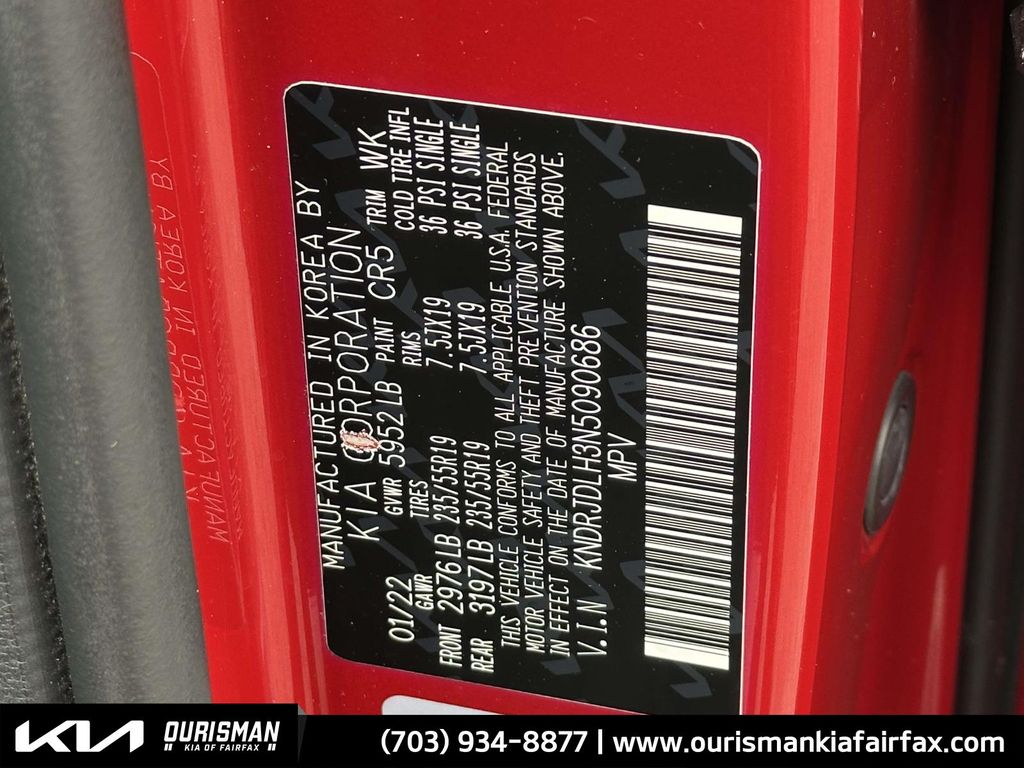 MANUFACTURED IN KOREA BY
KIA CORPORATION
01/22 GVWR 5952LB PAINT CR5 TRIM WK
GAWR TIRES RIMS COLD TIRE INFL
FRONT 2976LB 235/55R19 7.5JX19 36 PSI SINGLE
REAR 3197LB 235/55R19 7.5JX19 36 PSI SINGLE
THIS VEHICLE CONFORMS TO ALL APPLICABLE U.S.A. FEDERAL
MOTOR VEHICLE SAFETY AND THEFT PREVENTION STANDARDS
IN EFFECT ON THE DATE OF MANUFACTURE SHOWN ABOVE.
V.I.N KNDRJDLH3N5090686
MPV
KIA OURISMAN
KIA OF FAIRFAX
(703) 934-8877 | www.ourismankiafairfax.com